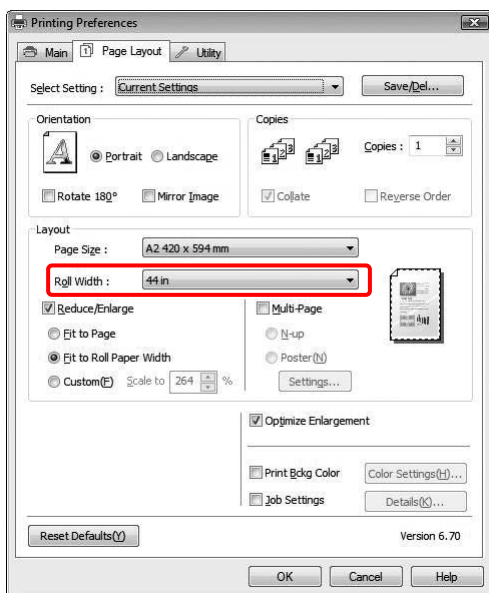 Printing Preferences
Main Page Layout Utility
Select Setting : Current Settings Save/Del...
Orientation Copies
A Portrait Landscape Copies : 1
Rotate 180° Mirror Image Collate Reverse Order
Layout
Page Size : A2 420 x 594 mm
Roll Width : 44 in
Reduce/Enlarge Multi-Page
Fit to Page N-up
Fit to Roll Paper Width Poster(N)
Custom(F) Scale to 264 % Settings...
Optimize Enlargement
Print Bckg Color Color Settings(H)...
Job Settings Details(K)...
Reset Defaults(Y) Version 6.70
OK Cancel Help